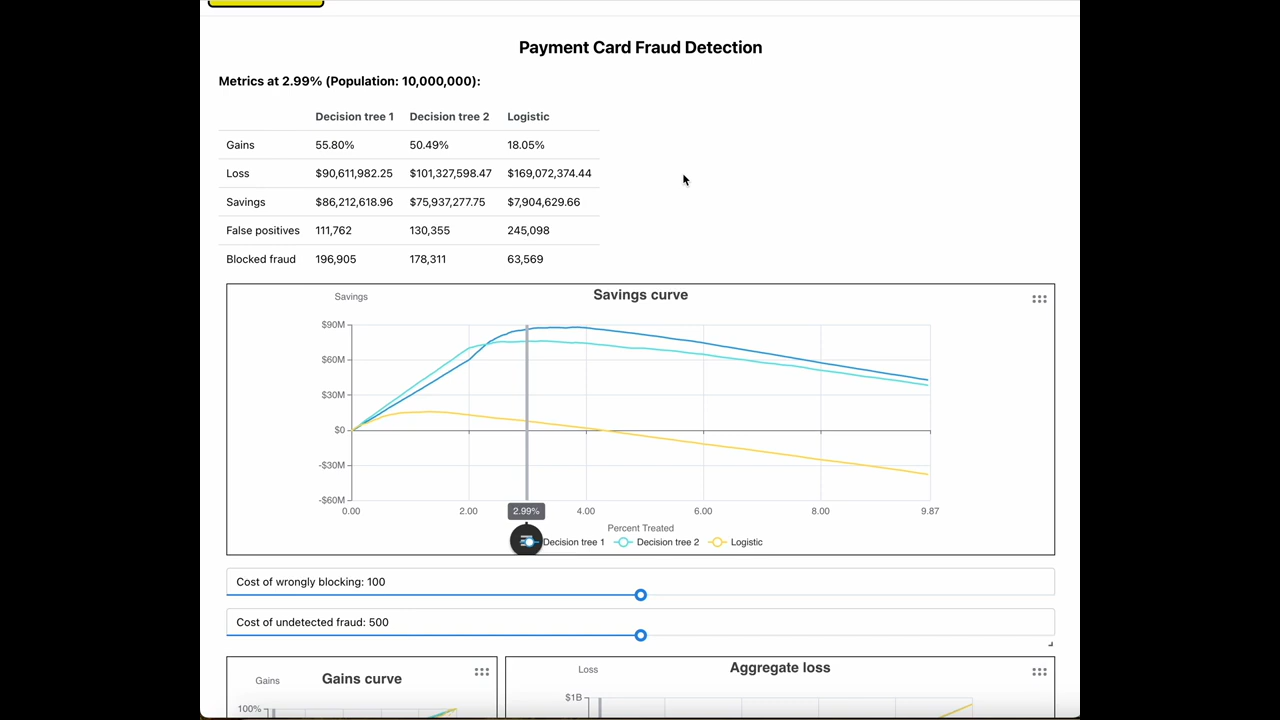 Payment Card Fraud Detection
Metrics at 2.99% (Population: 10,000,000):
Decision tree 1 Decision tree 2 Logistic
Gains 55.80% 50.49% 18.05%
Loss $90,611,982.25 $101,327,598.47 $169,072,374.44
Savings $86,212,618.96 $75,937,277.75 $7,904,629.66
False positives 111,762 130,355 245,098
Blocked fraud 196,905 178,311 63,569
Savings Savings curve
$90M
$60M
$30M
$0
-$30M
-$60M
0.00 2.00 2.99% 4.00 6.00 8.00 9.87
Percent Treated
Decision tree 1 Decision tree 2 Logistic
Cost of wrongly blocking: 100
Cost of undetected fraud: 500
Gains Gains curve
100%
Loss Aggregate loss
$1B